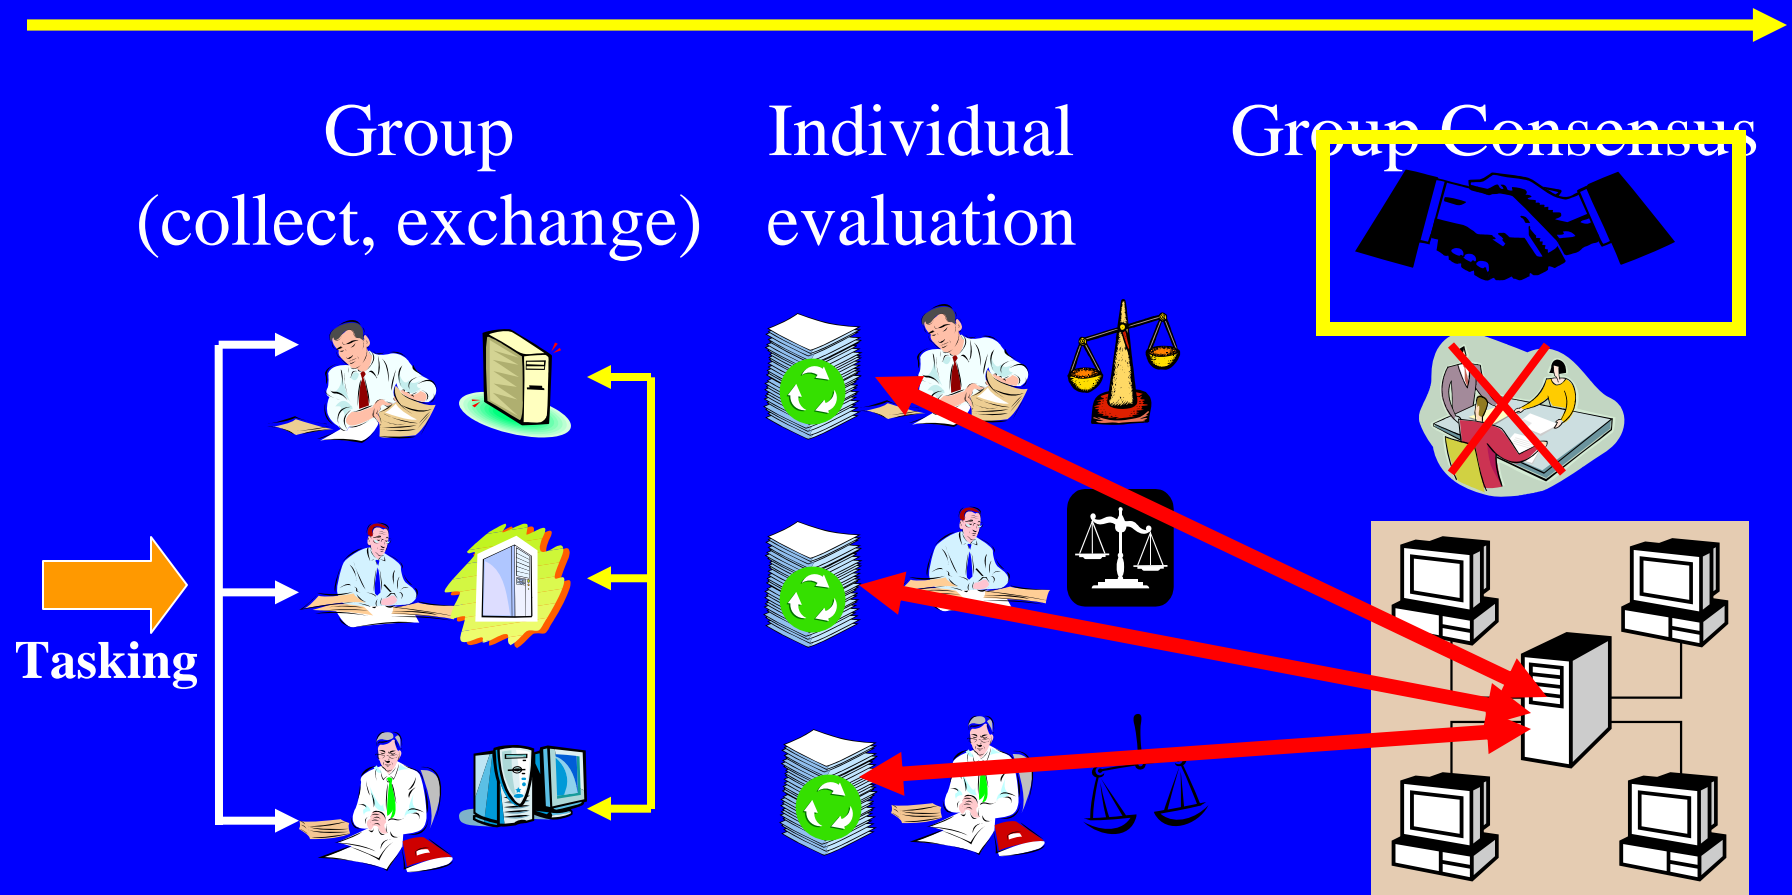 Group
(collect, exchange)
Individual
evaluation
Group Consensus
Tasking